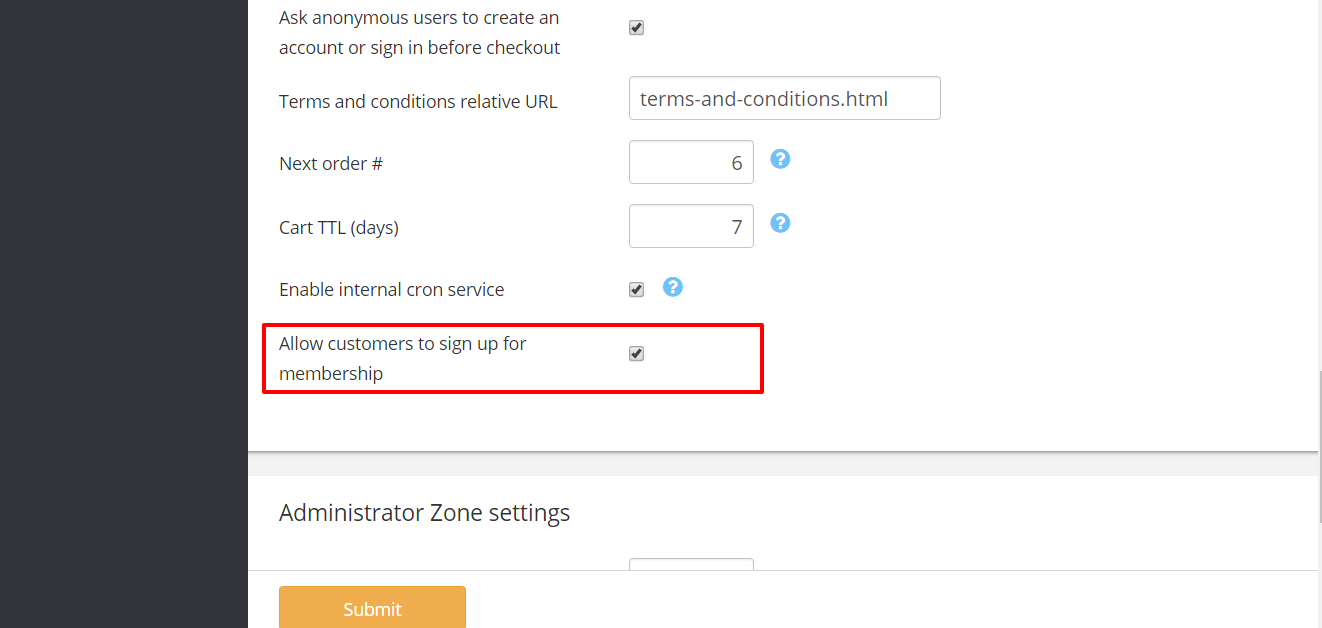 Ask anonymous users to create an
account or sign in before checkout
Terms and conditions relative URL
terms-and-conditions.html
Next order #
6
?
Cart TTL (days)
7
?
Enable internal cron service
?
Allow customers to sign up for
membership
Administrator Zone settings
Submit